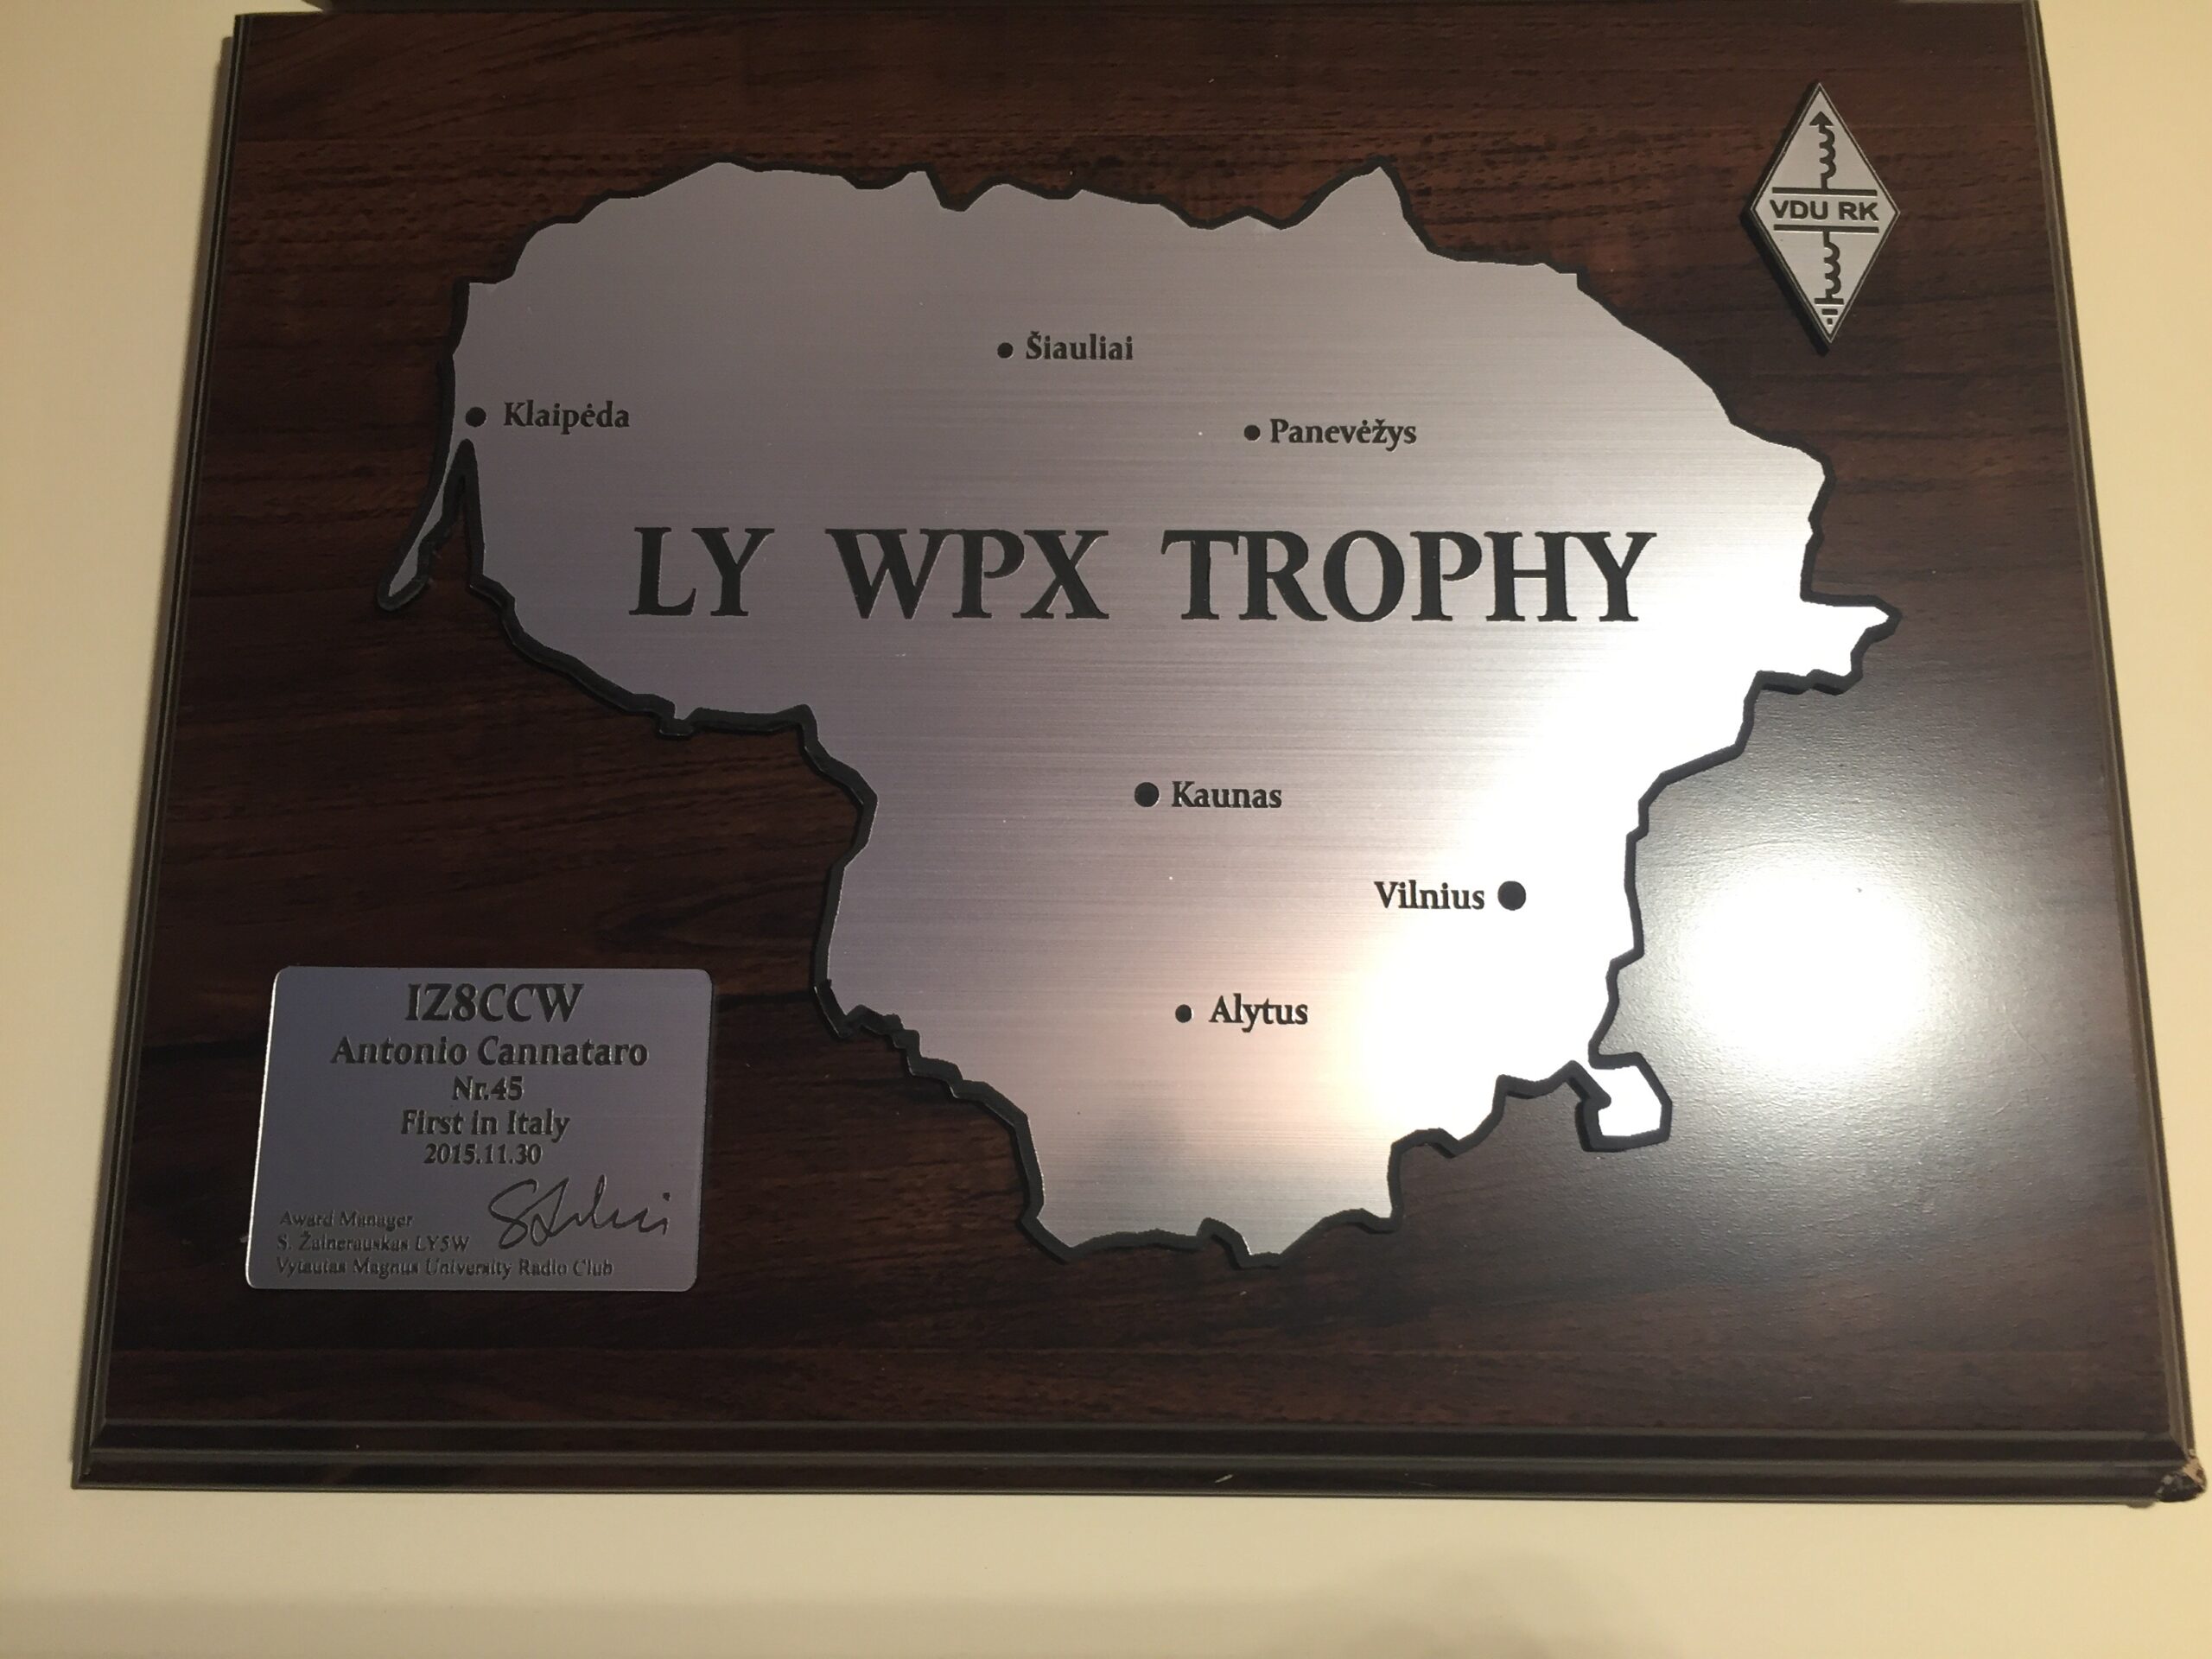 VDU RK
Šiauliai
Klaipėda
Panevėžys
LY WPX TROPHY
Kaunas
Vilnius
Alytus
IZ8CCW
Antonio Cannataro
Nr.45
First in Italy
2015.11.30
Award Manager
S. Žalnerauskas LY5W
Vytautas Magnus University Radio Club